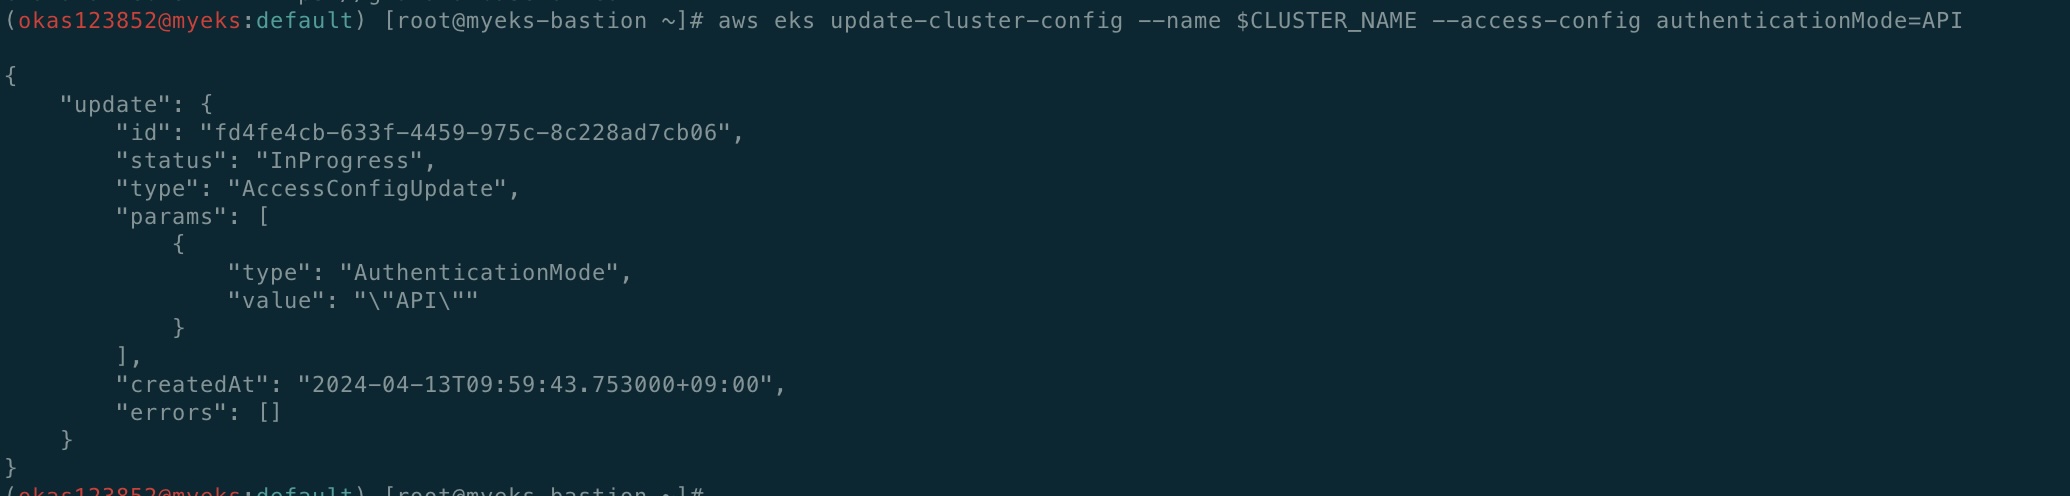 (okas123852@myeks:default) [root@myeks-bastion ~]# aws eks update-cluster-config --name $CLUSTER_NAME --access-config authenticationMode=API
{
    "update": {
        "id": "fd4fe4cb-633f-4459-975c-8c228ad7cb06",
        "status": "InProgress",
        "type": "AccessConfigUpdate",
        "params": [
            {
                "type": "AuthenticationMode",
                "value": "\"API\""
            }
        ],
        "createdAt": "2024-04-13T09:59:43.753000+09:00",
        "errors": []
    }
}
(okas123852@myeks:default) [root@myeks-bastion ~]#